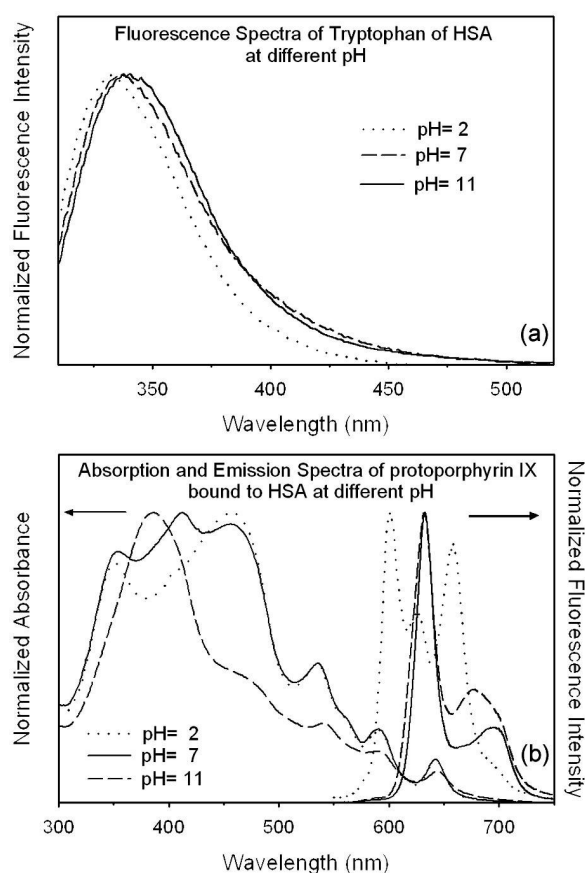 Fluorescence Spectra of Tryptophan of HSA
at different pH
pH= 2
pH= 7
pH= 11
(a)
Normalized Fluorescence Intensity
350
400
450
500
Wavelength (nm)
Absorption and Emission Spectra of protoporphyrin IX
bound to HSA at different pH
Normalized Absorbance
Normalized Fluorescence Intensity
pH= 2
pH= 7
pH= 11
(b)
300
400
500
600
700
Wavelength (nm)